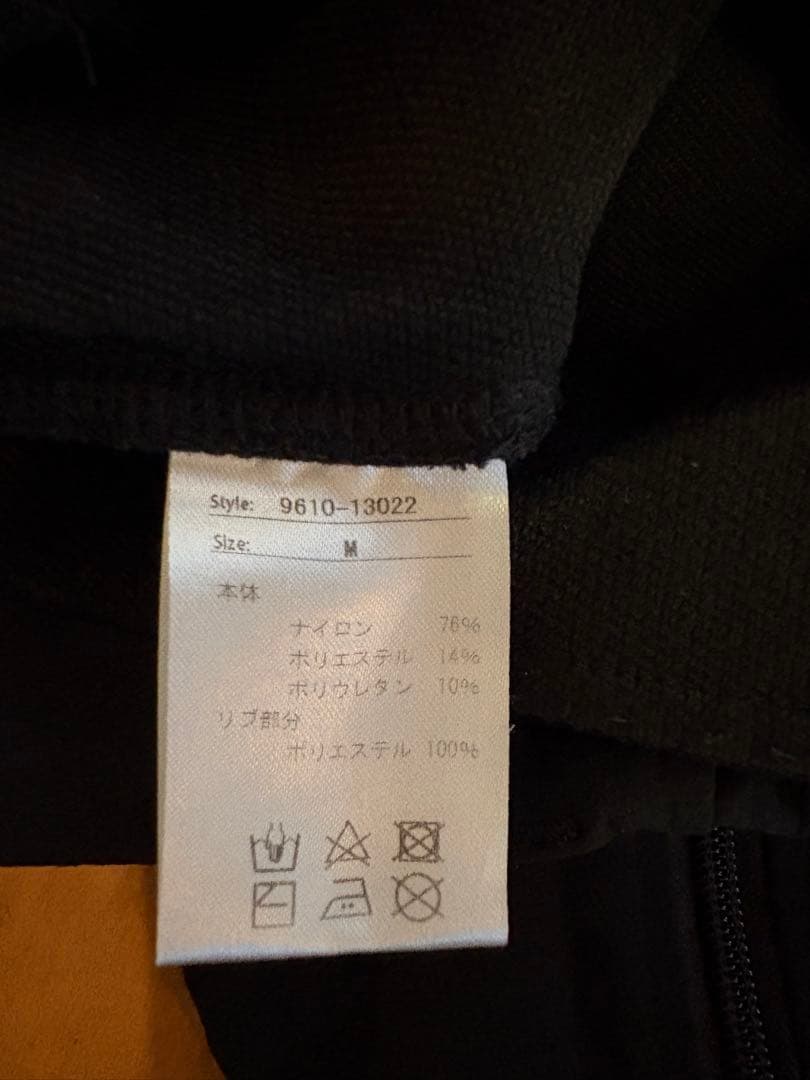 Style: 9610-13022
Size: M
本体
ナイロン 76%
ポリエステル 14%
ポリウレタン 10%
リブ部分
ポリエステル 100%